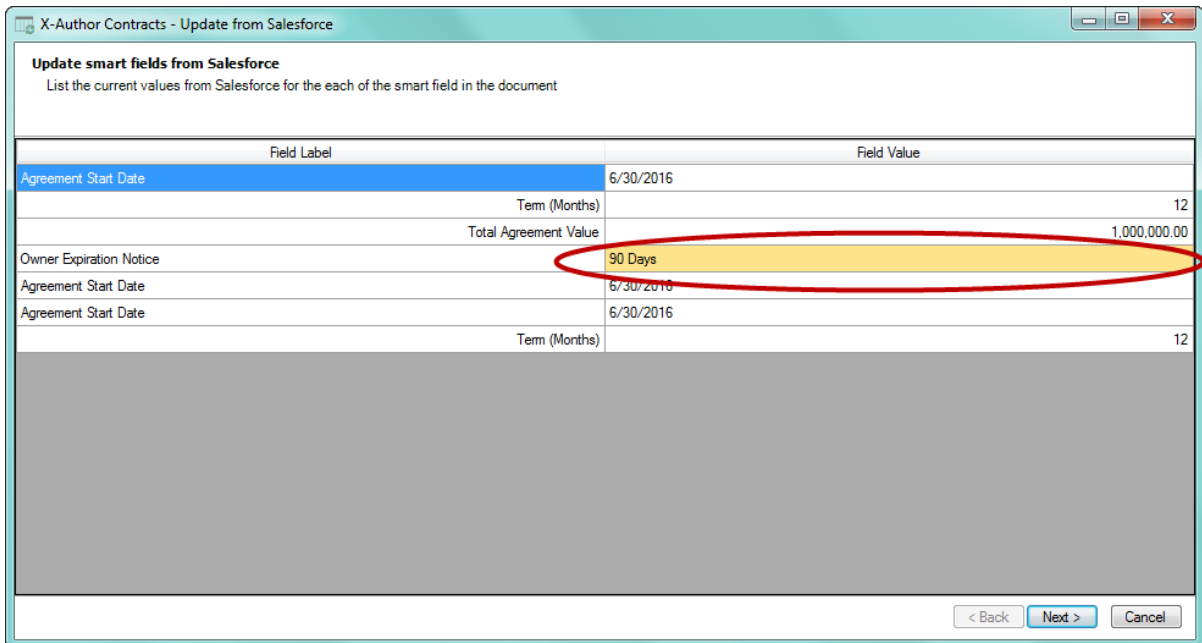 X-Author Contracts - Update from Salesforce
Update smart fields from Salesforce
List the current values from Salesforce for the each of the smart field in the document
Field Label Field Value
Agreement Start Date 6/30/2016
Term (Months) 12
Total Agreement Value 1,000,000.00
Owner Expiration Notice 90 Days
Agreement Start Date 6/30/2016
Agreement Start Date 6/30/2016
Term (Months) 12
< Back Next > Cancel